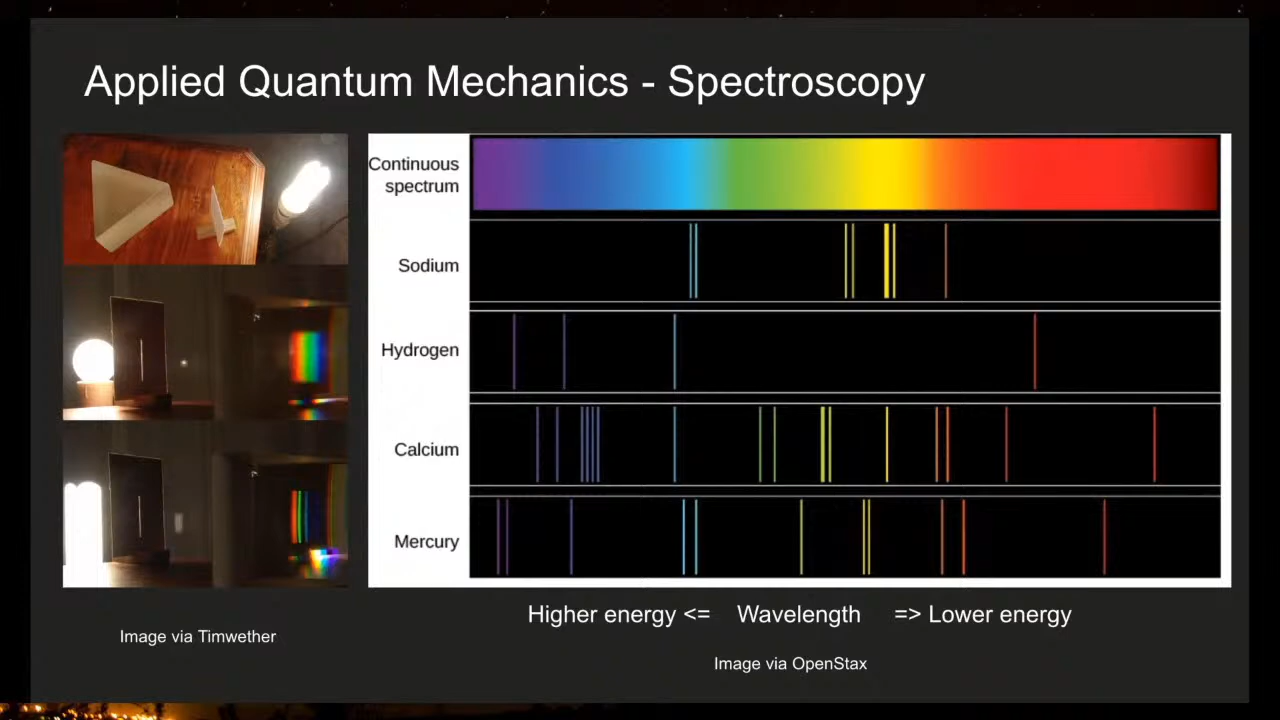 Applied Quantum Mechanics - Spectroscopy
Continuous
spectrum
Sodium
Hydrogen
Calcium
Mercury
Higher energy <= Wavelength => Lower energy
Image via Timwether
Image via OpenStax